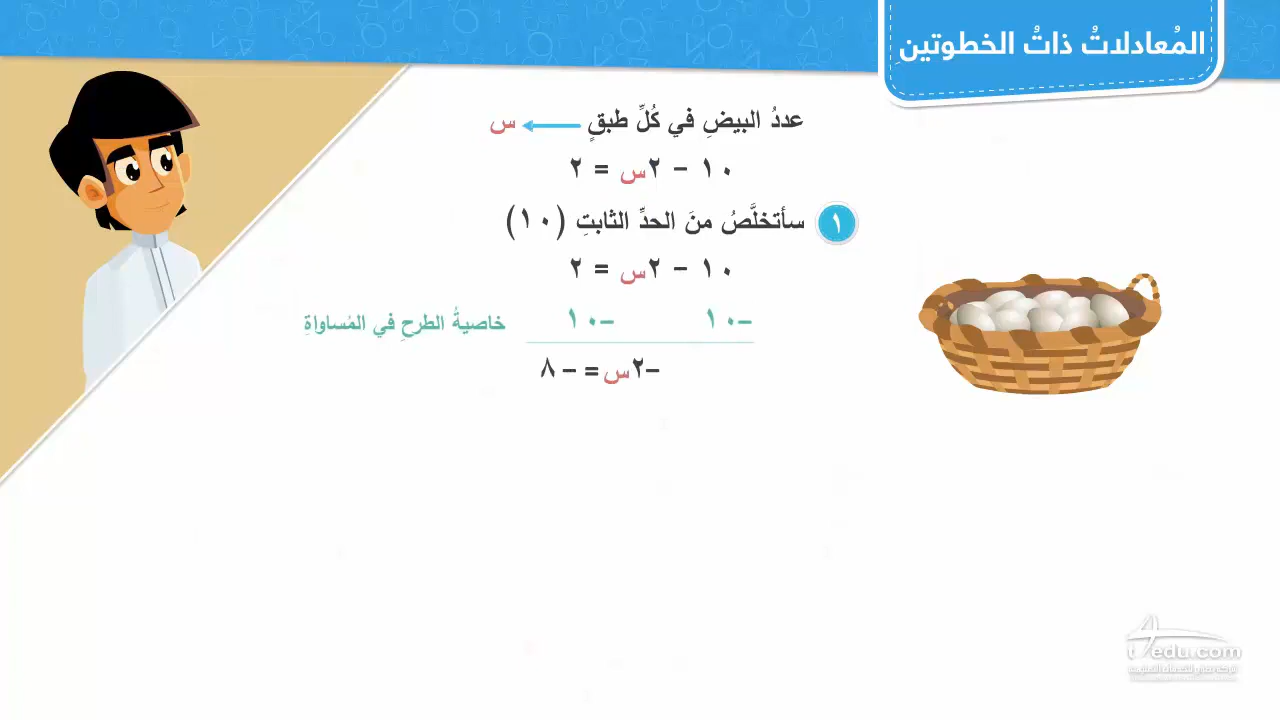 المُعادلاتُ ذاتُ الخطوتين
عددُ البيضِ في كُلِّ طبقٍ ← س
١٠ − ٢س = ٢
١ سأتخلَّصُ منَ الحدِّ الثابتِ (١٠)
١٠ − ٢س = ٢
−١٠ −١٠ خاصيةُ الطرحِ في المُساواةِ
−٢س = −٨
t4edu.com